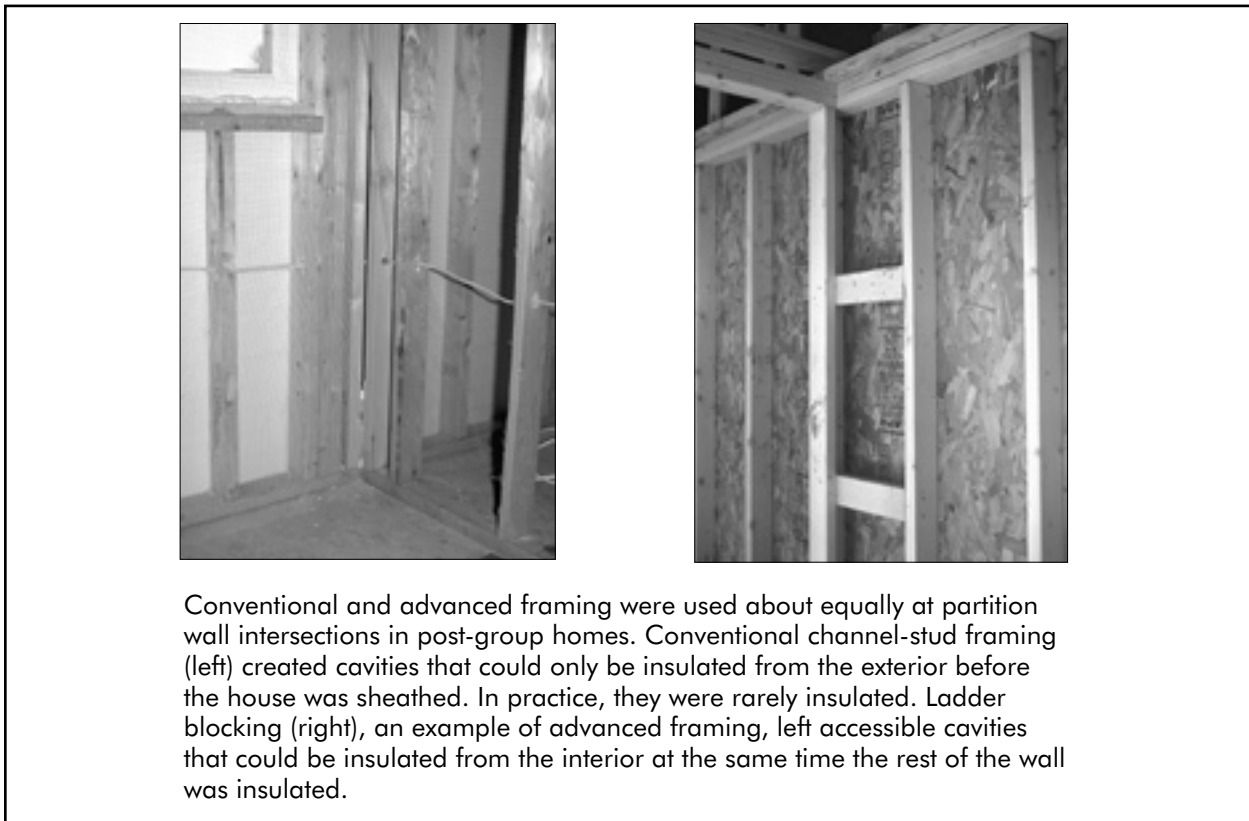 Conventional and advanced framing were used about equally at partition
wall intersections in post-group homes. Conventional channel-stud framing
(left) created cavities that could only be insulated from the exterior before
the house was sheathed. In practice, they were rarely insulated. Ladder
blocking (right), an example of advanced framing, left accessible cavities
that could be insulated from the interior at the same time the rest of the wall
was insulated.